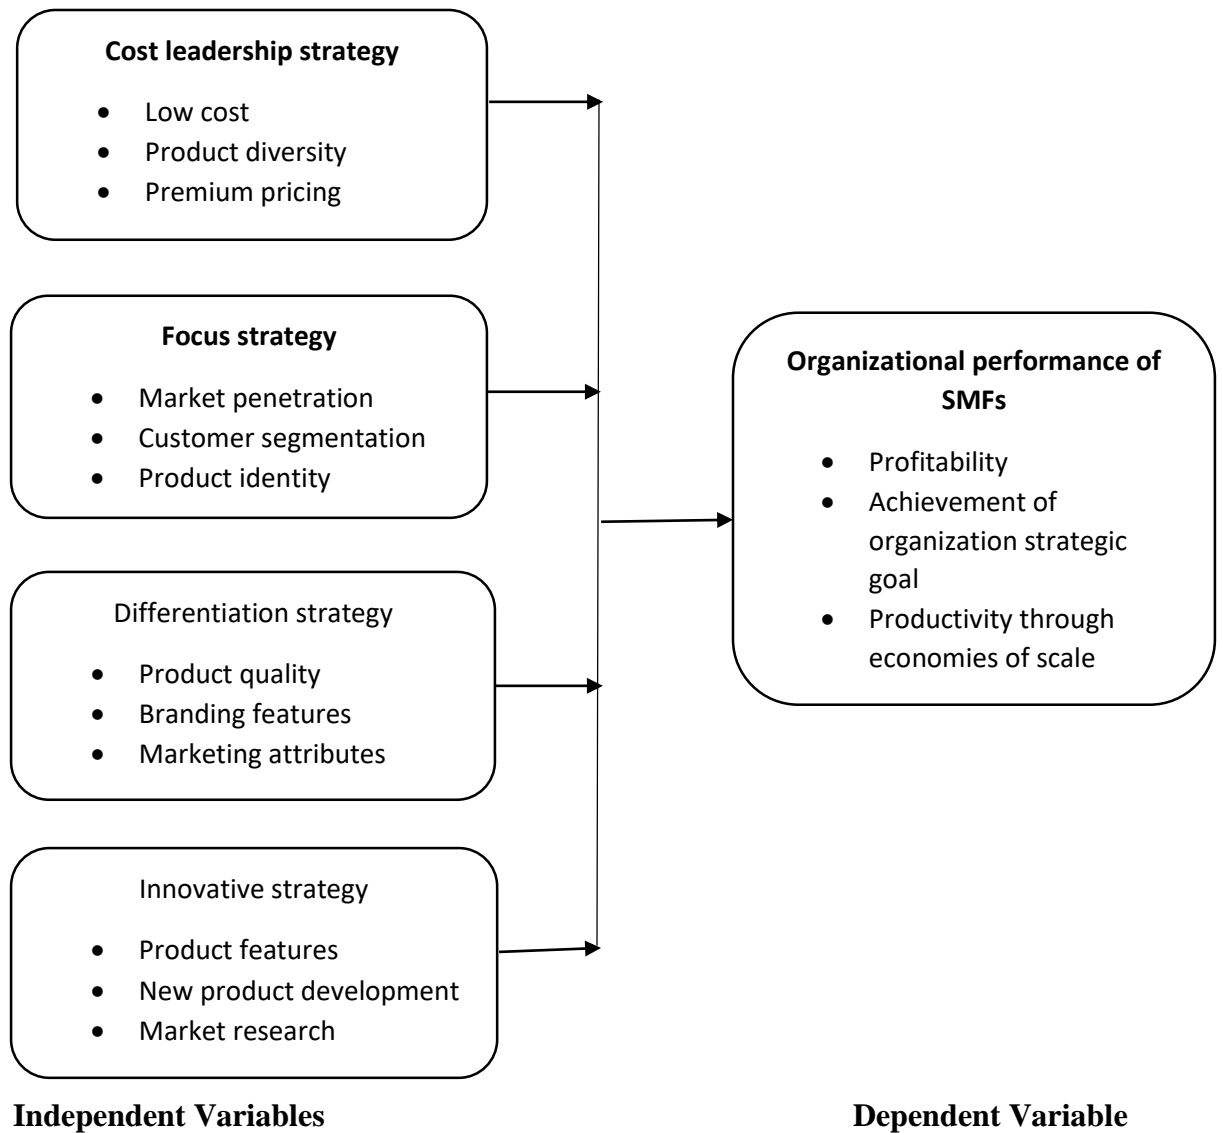 Cost leadership strategy
• Low cost
• Product diversity
• Premium pricing
Focus strategy
• Market penetration
• Customer segmentation
• Product identity
Differentiation strategy
• Product quality
• Branding features
• Marketing attributes
Innovative strategy
• Product features
• New product development
• Market research
Organizational performance of
SMFs
• Profitability
• Achievement of
organization strategic
goal
• Productivity through
economies of scale
Independent Variables
Dependent Variable